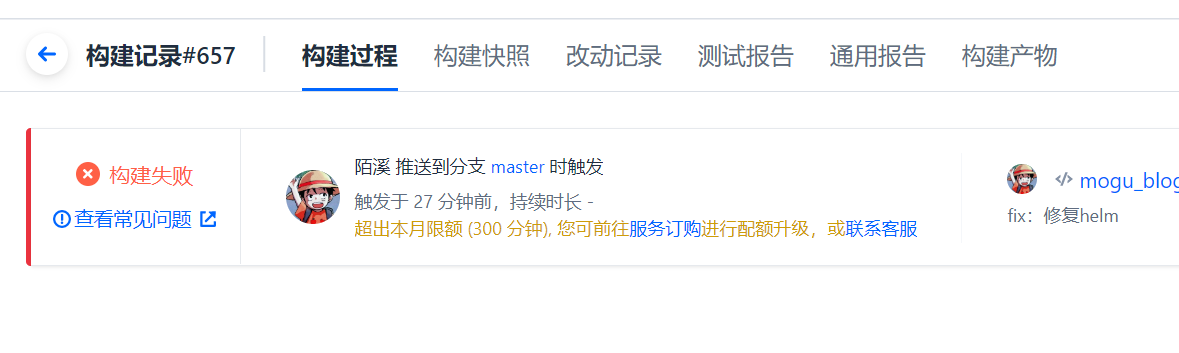 构建记录#657 构建过程 构建快照 改动记录 测试报告 通用报告 构建产物
构建失败
查看常见问题
陌溪 推送到分支 master 时触发
触发于 27 分钟前，持续时长 -
超出本月限额 (300 分钟), 您可前往服务订购进行配额升级，或联系客服
mogu_blog
fix：修复helm